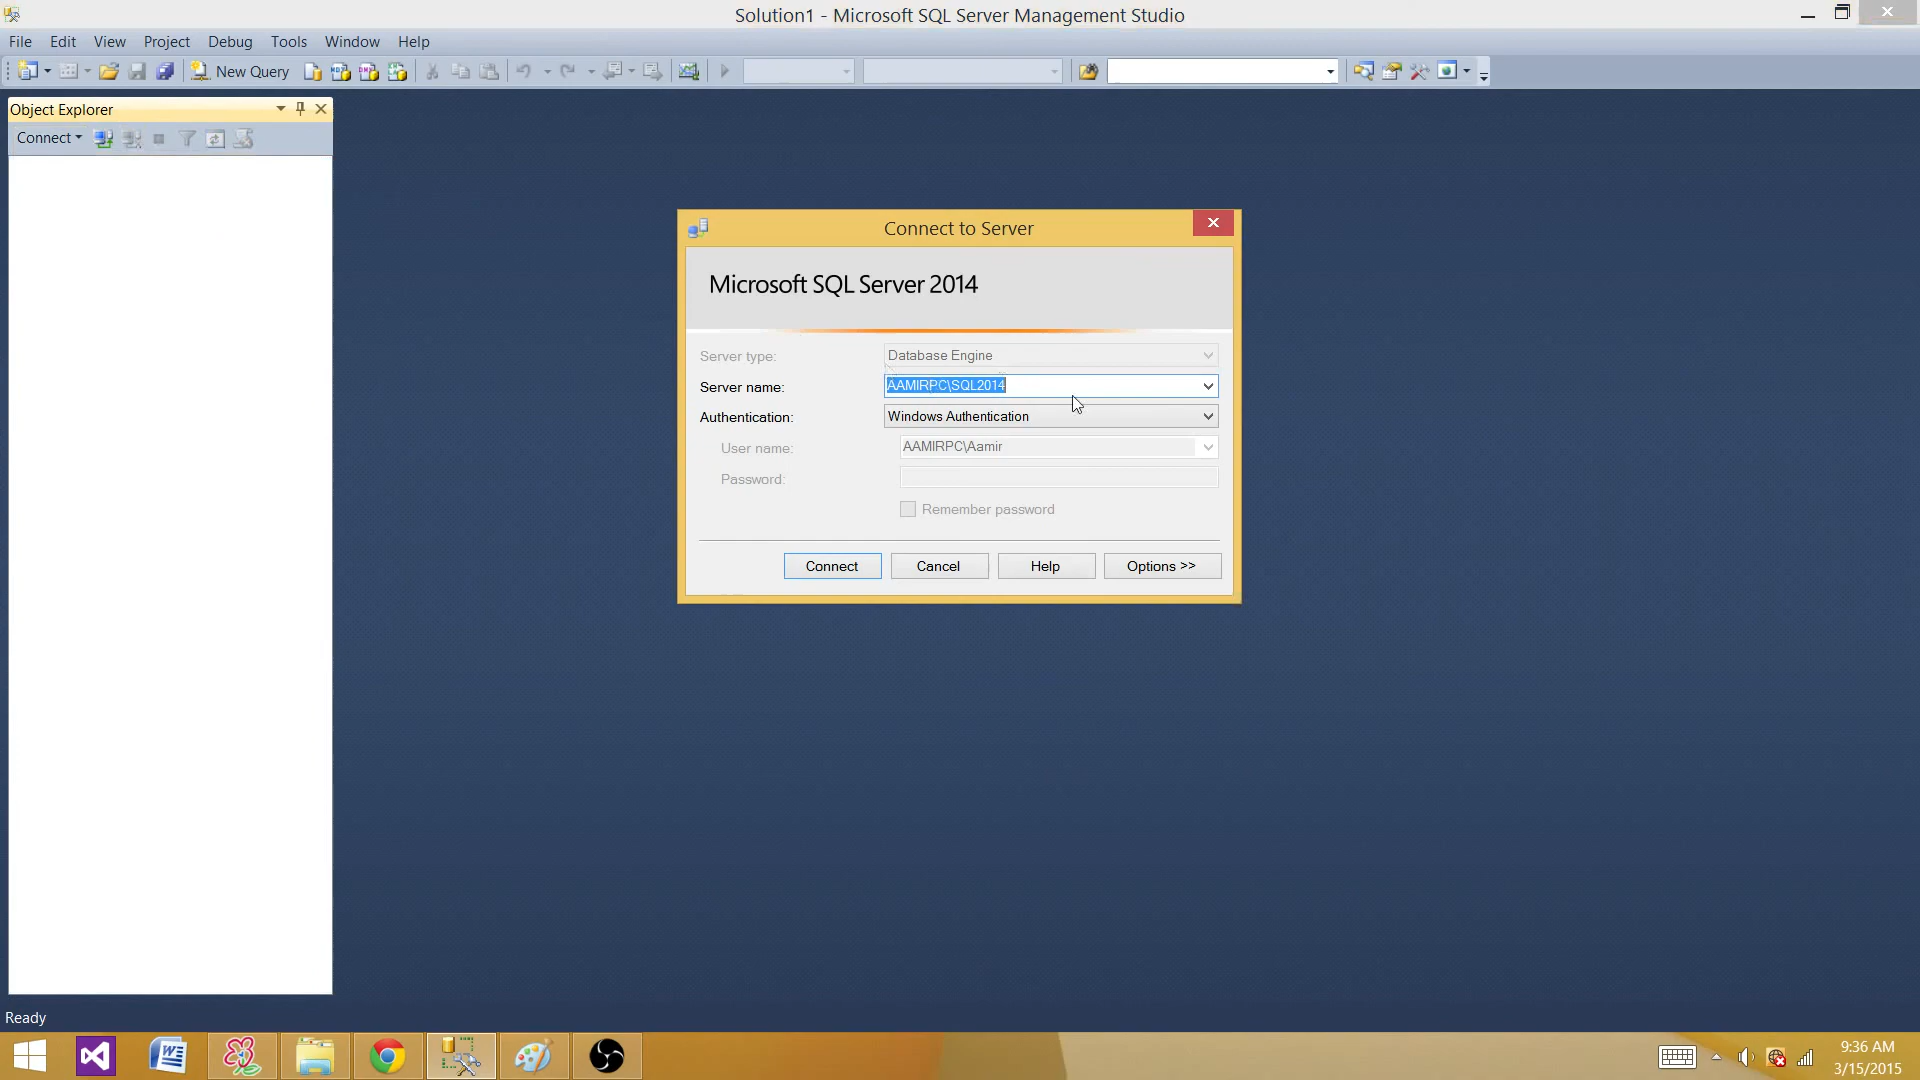 Solution1 - Microsoft SQL Server Management Studio
File Edit View Project Debug Tools Window Help
New Query
Object Explorer
Connect
Connect to Server
Microsoft SQL Server 2014
Server type: Database Engine
Server name: AAMIRPC\SQL2014
Authentication: Windows Authentication
User name: AAMIRPC\Aamir
Password:
Remember password
Connect Cancel Help Options >>
Ready
9:36 AM
3/15/2015